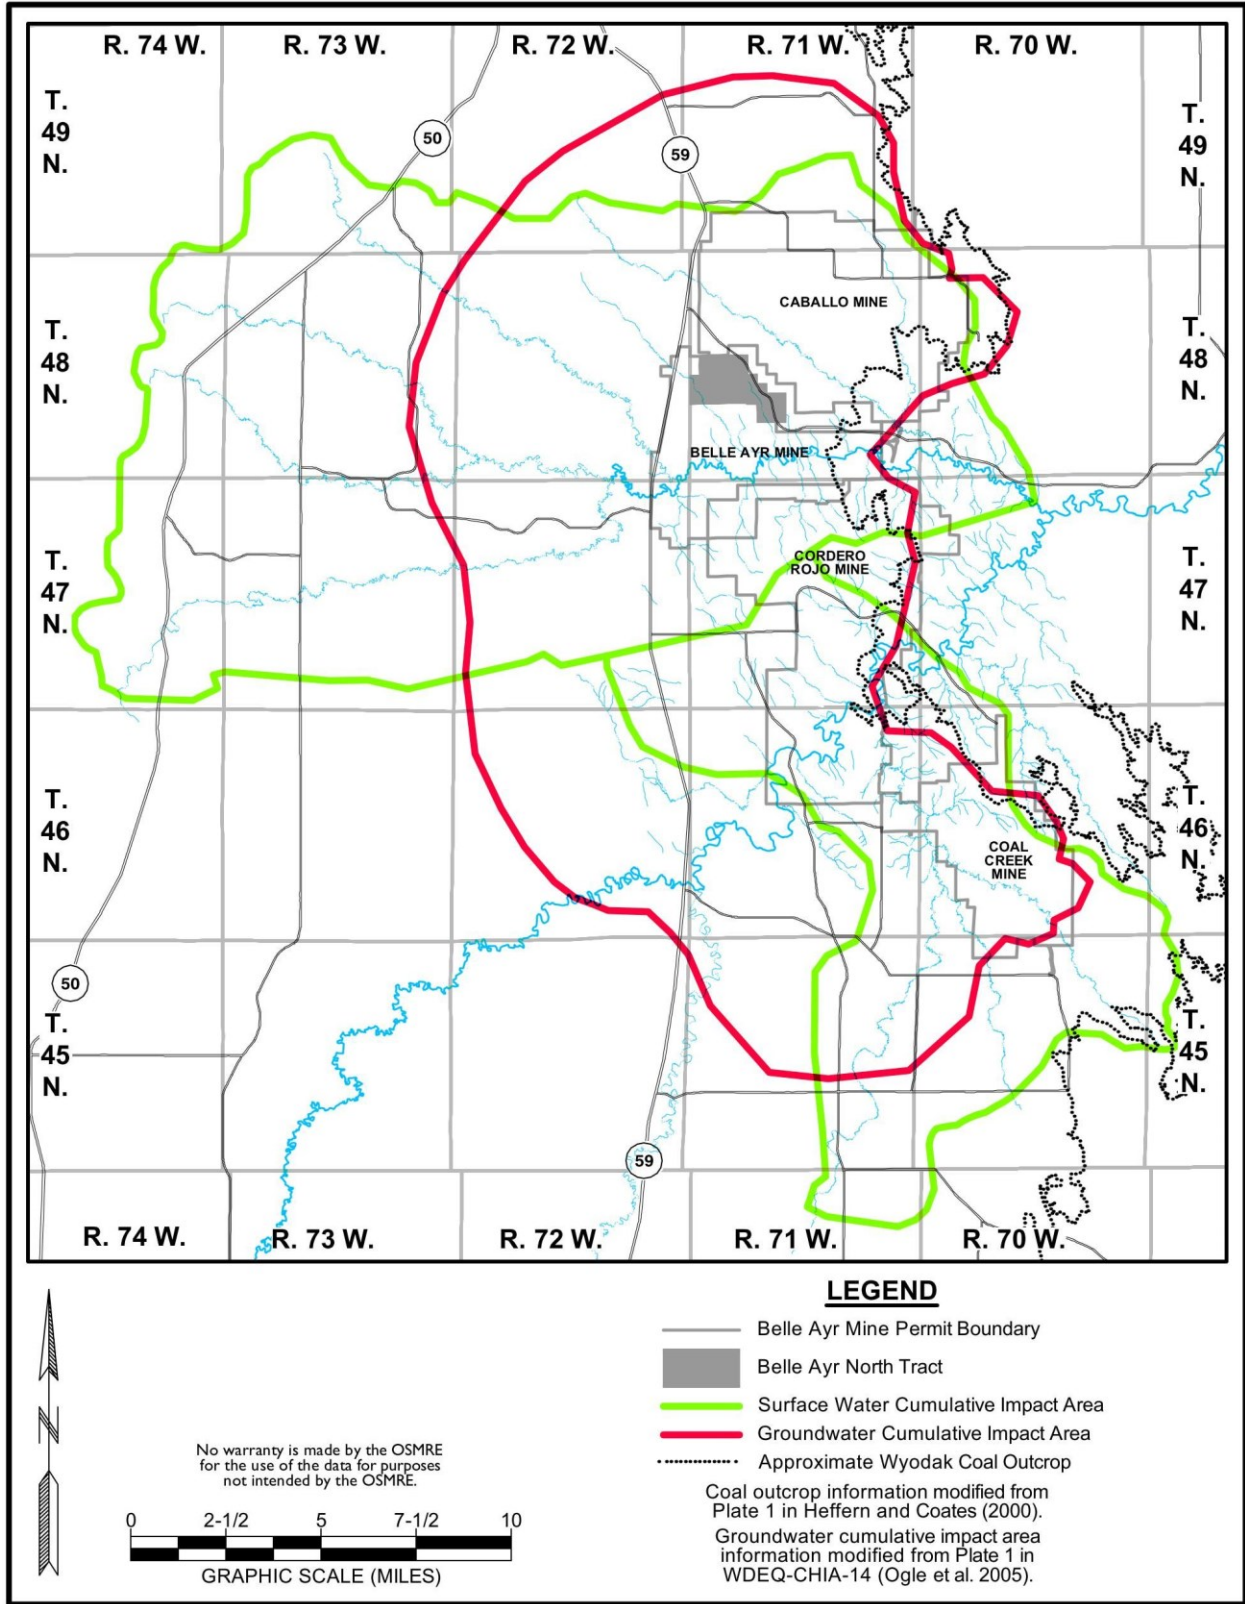 R. 74 W.
R. 73 W.
R. 72 W.
R. 71 W.
R. 70 W.
T.
49
N.
T.
49
N.
50
59
CABALLO MINE
T.
48
N.
T.
48
N.
BELLE AYR MINE
T.
47
N.
CORDERO
ROJO MINE
T.
47
N.
T.
46
N.
T.
46
N.
COAL
CREEK
MINE
50
T.
45
N.
T.
45
N.
59
R. 74 W.
R. 73 W.
R. 72 W.
R. 71 W.
R. 70 W.
N
No warranty is made by the OSMRE
for the use of the data for purposes
not intended by the OSMRE.
0
2-1/2
5
7-1/2
10
GRAPHIC SCALE (MILES)
LEGEND
Belle Ayr Mine Permit Boundary
Belle Ayr North Tract
Surface Water Cumulative Impact Area
Groundwater Cumulative Impact Area
Approximate Wyodak Coal Outcrop
Coal outcrop information modified from
Plate 1 in Heffern and Coates (2000).
Groundwater cumulative impact area
information modified from Plate 1 in
WDEQ-CHIA-14 (Ogle et al. 2005).